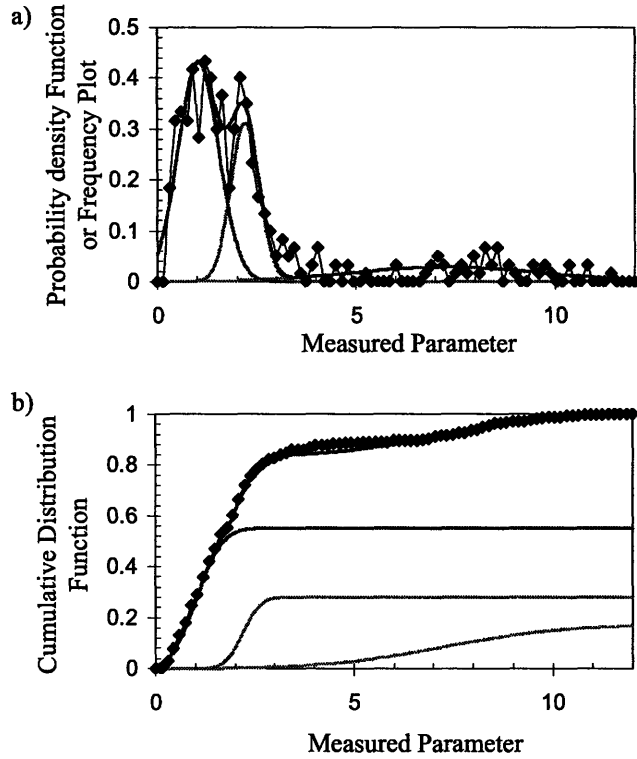 a)
Probability density Function
or Frequency Plot
0.5
0.4
0.3
0.2
0.1
0
0
5
10
Measured Parameter
b)
Cumulative Distribution
Function
1
0.8
0.6
0.4
0.2
0
0
5
10
Measured Parameter